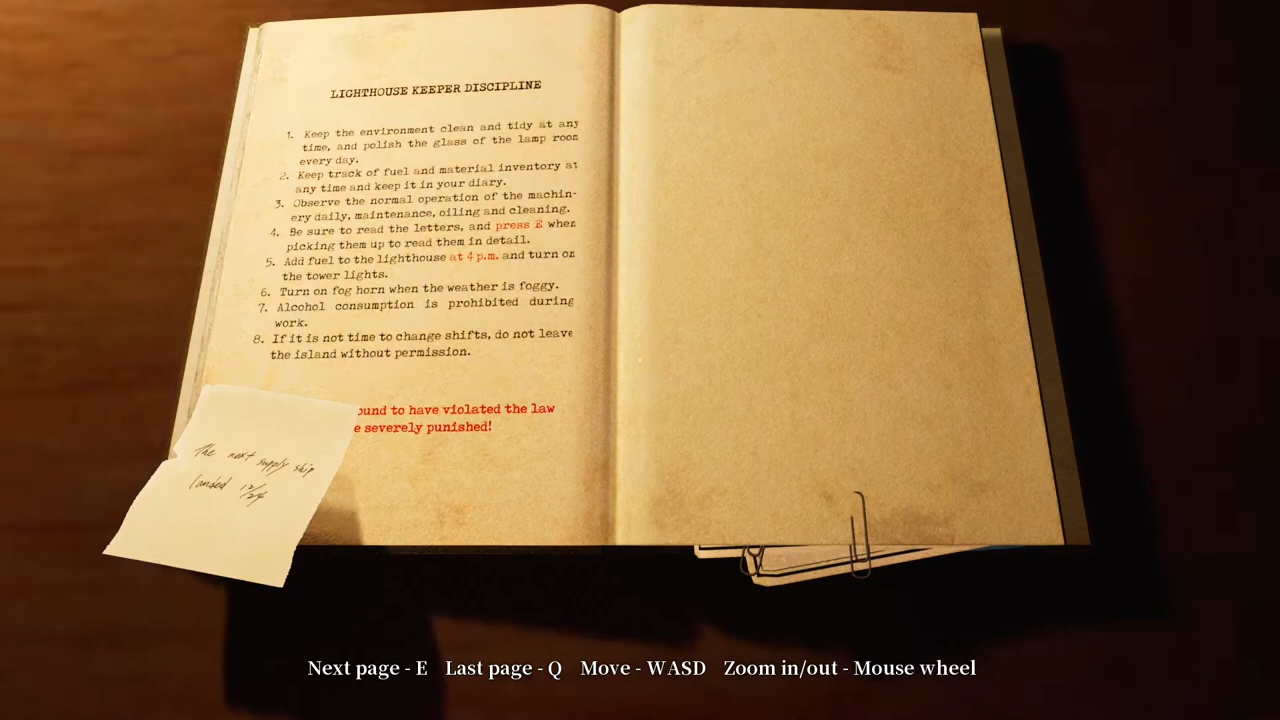 LIGHTHOUSE KEEPER DISCIPLINE
1. Keep the environment clean and tidy at any
time, and polish the glass of the lamp room
every day.
2. Keep track of fuel and material inventory at
any time and keep it in your diary.
3. Observe the normal operation of the machin-
ery daily, maintenance, oiling and cleaning.
4. Be sure to read the letters, and press E when
picking them up to read them in detail.
5. Add fuel to the lighthouse at 4 p.m. and turn on
the tower lights.
6. Turn on fog horn when the weather is foggy.
7. Alcohol consumption is prohibited during
work.
8. If it is not time to change shifts, do not leave
the island without permission.
ound to have violated the law
e severely punished!
The next supply ship
landed 12/24
Next page - E Last page - Q Move - WASD Zoom in/out - Mouse wheel